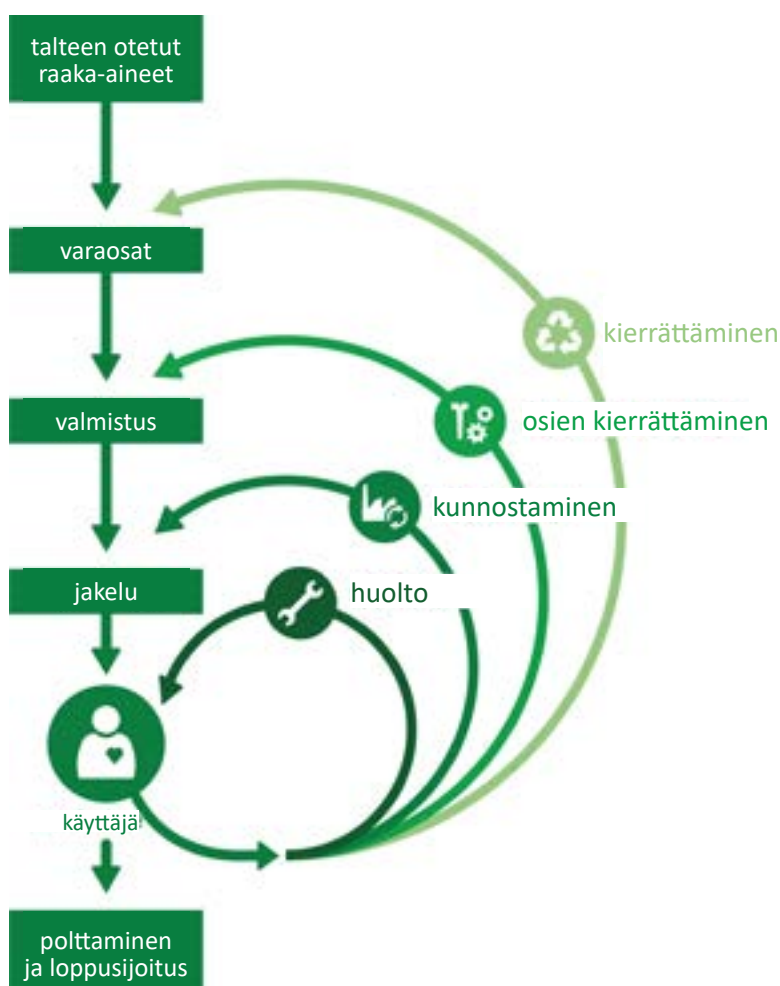 talteen otetut
raaka-aineet
varaosat
kierrättäminen
valmistus
osien kierrättäminen
kunnostaminen
jakelu
huolto
käyttäjä
polttaminen
ja loppusijoitus